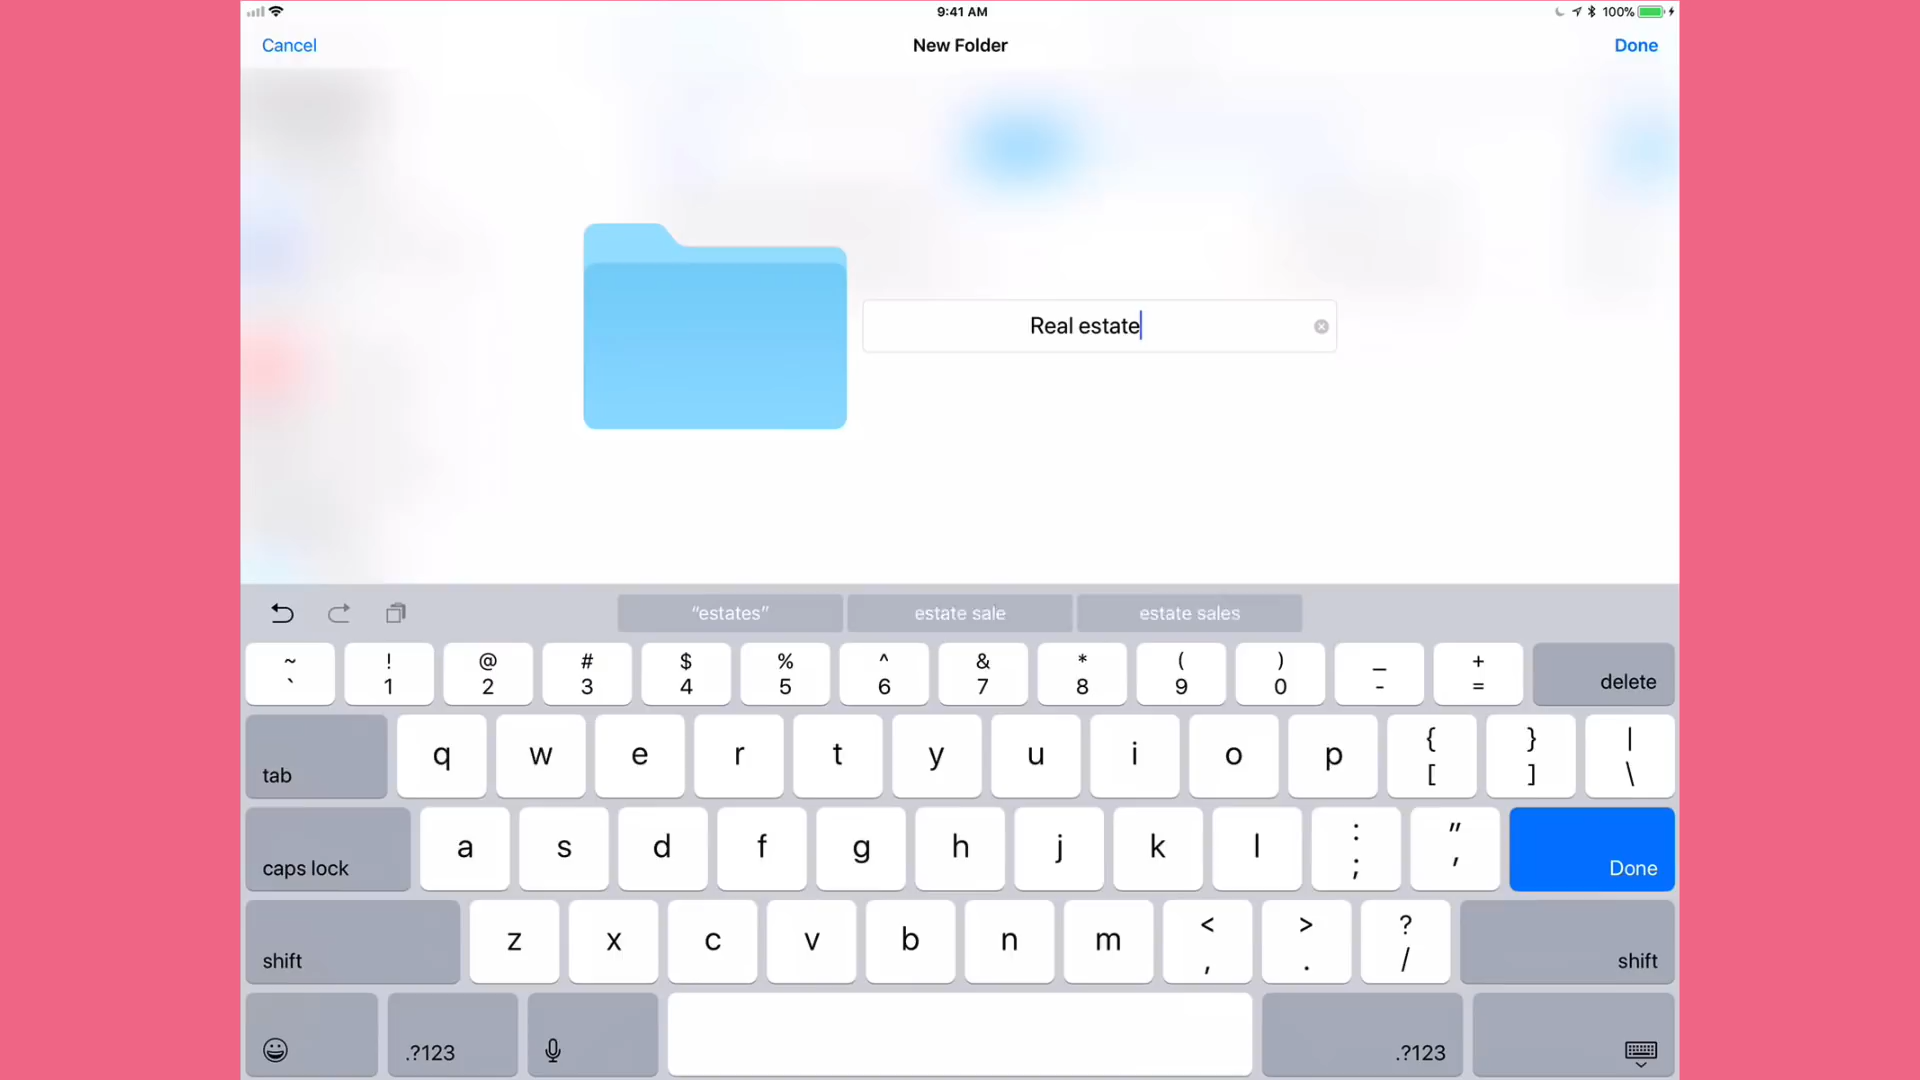 9:41 AM
100%
Cancel
New Folder
Done
Real estate
“estates”
estate sale
estate sales
~ ! @ # $ % ^ & * ( ) _ +
` 1 2 3 4 5 6 7 8 9 0 - = delete
tab q w e r t y u i o p { [ } ] | \
caps lock a s d f g h j k l : ; " ' Done
shift z x c v b n m < , > . ? / shift
.?123 .?123